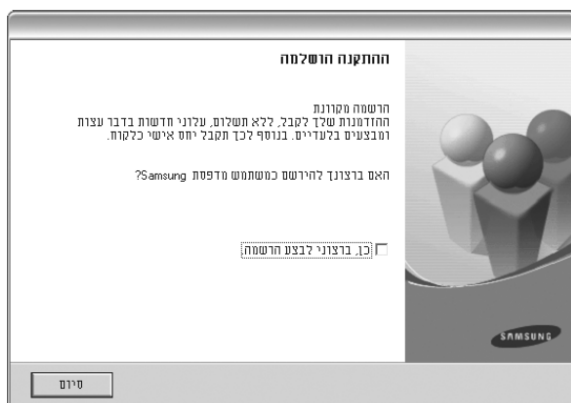 ההתקנה הושלמה
הרשמה מקוונת
ההזדמנות שלך לקבל, ללא תשלום, עלוני חדשות בדבר עצות
ומבצעים בלעדיים. בנוסף לכך תקבל יחס אישי כלקוח.
האם ברצונך להירשם כמשתמש מדפסת Samsung?
כן, ברצוני לבצע הרשמה
SAMSUNG
סיום